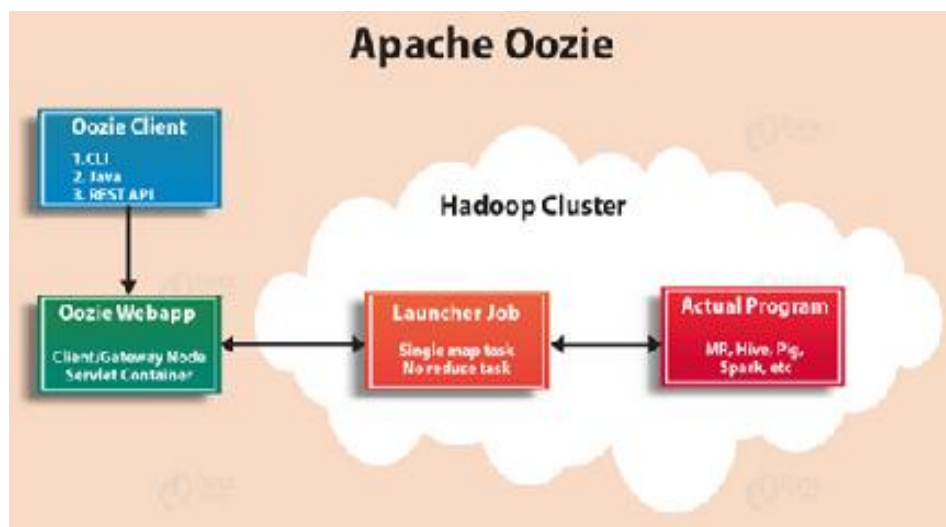 Apache Oozie
Oozie Client
1.CLI
2. Java
3. REST API
Hadoop Cluster
Oozie Webapp
Client/Gateway Node
Servlet Container
Launcher Job
Single map task
No reduce task
Actual Program
MR, Hive, Pig,
Spark, etc